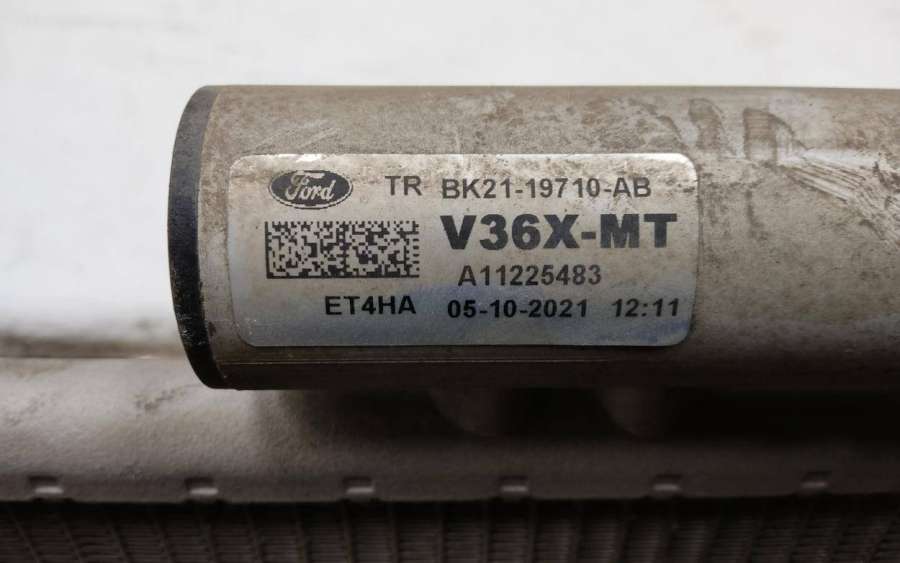 Ford TR BK21-19710-AB
V36X-MT
A11225483
ET4HA 05-10-2021 12:11